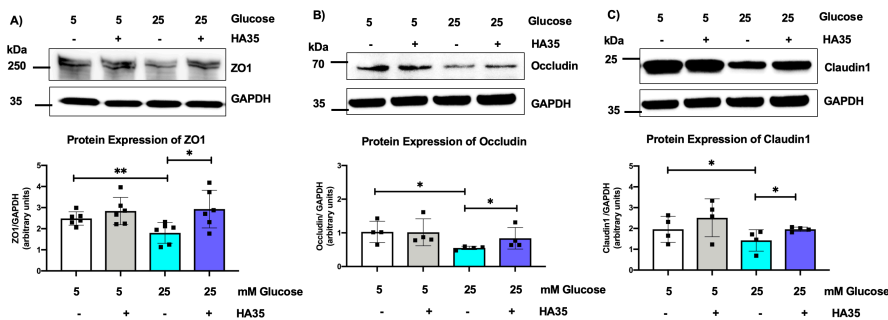 A)
5 5 25 25 Glucose
- + - + HA35
kDa
250
ZO1
35
GAPDH
Protein Expression of ZO1
ZO1/GAPDH
(arbitrary units)
5
4
3
2
1
0
**
*
5 5 25 25
- + - +
B)
5 5 25 25 Glucose
- + - + HA35
kDa
70
Occludin
35
GAPDH
Protein Expression of Occludin
Occludin/ GAPDH
(arbitrary units)
3
2
1
0
*
*
5 5 25 25 mM Glucose
- + - + HA35
C)
5 5 25 25 Glucose
- + - + HA35
kDa
25
Claudin1
35
GAPDH
Protein Expression of Claudin1
Claudin1 /GAPDH
(arbitrary units)
5
4
3
2
1
0
*
*
5 5 25 25 mM Glucose
- + - + HA35
mM Glucose
HA35